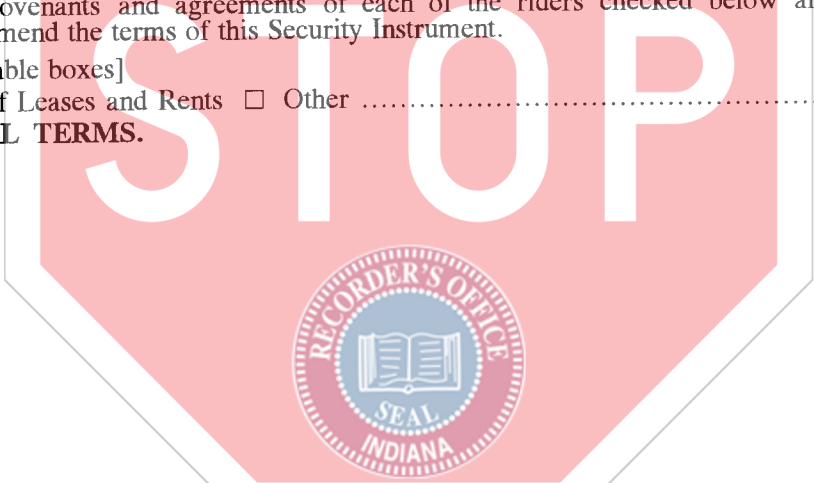 ovenants and agreements of each of the riders checked below
mend the terms of this Security Instrument.
ble boxes]
f Leases and Rents ☐ Other ........................................................................
L TERMS.
STOP
RECORDER'S OFFICE
SEAL
INDIANA